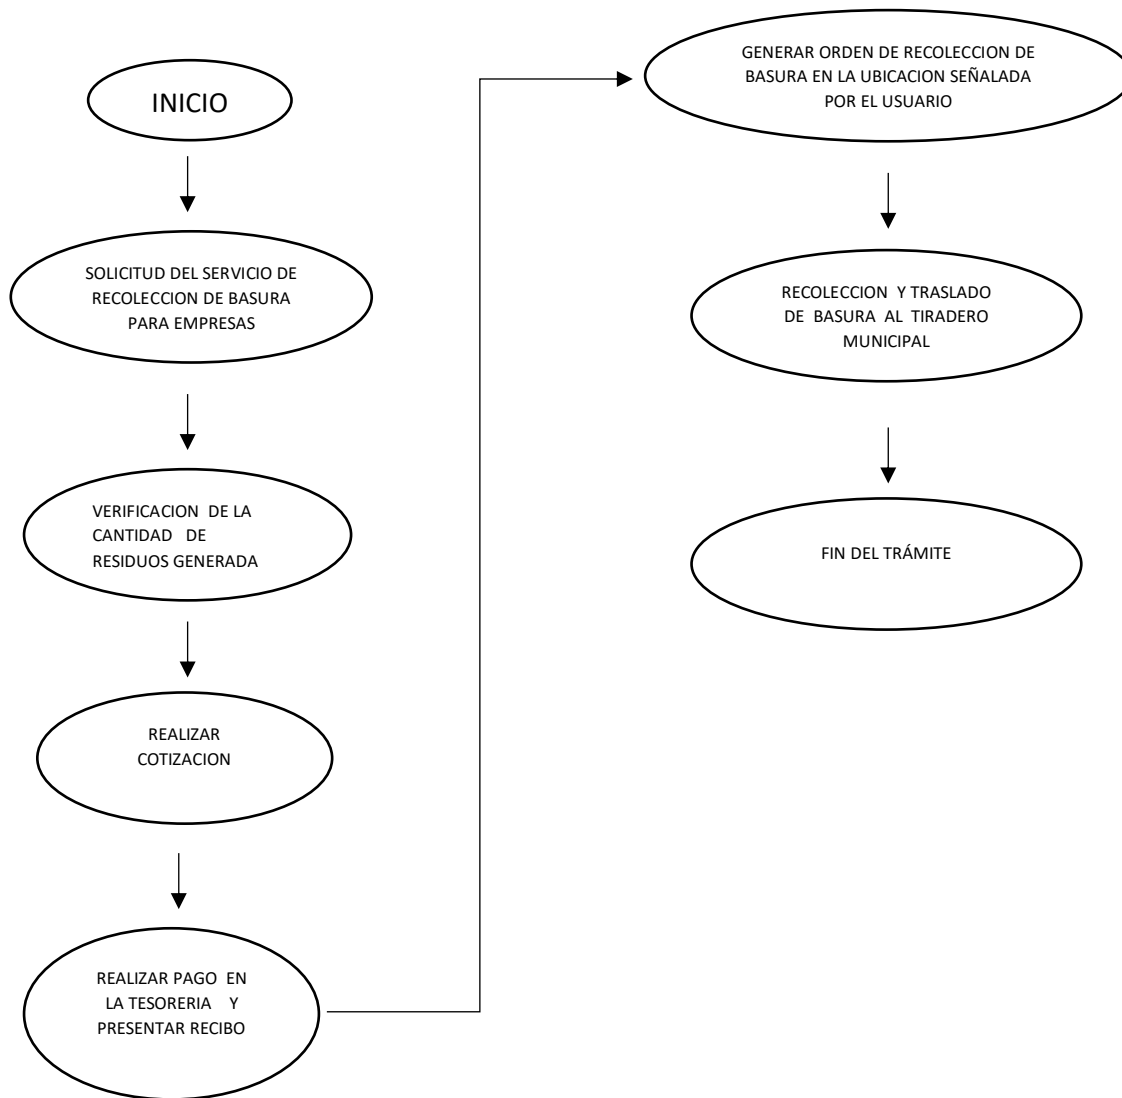 INICIO
SOLICITUD DEL SERVICIO DE
RECOLECCION DE BASURA
PARA EMPRESAS
VERIFICACION DE LA
CANTIDAD DE
RESIDUOS GENERADA
REALIZAR
COTIZACION
REALIZAR PAGO EN
LA TESORERIA Y
PRESENTAR RECIBO
GENERAR ORDEN DE RECOLECCION DE
BASURA EN LA UBICACION SEÑALADA
POR EL USUARIO
RECOLECCION Y TRASLADO
DE BASURA AL TIRADERO
MUNICIPAL
FIN DEL TRÁMITE